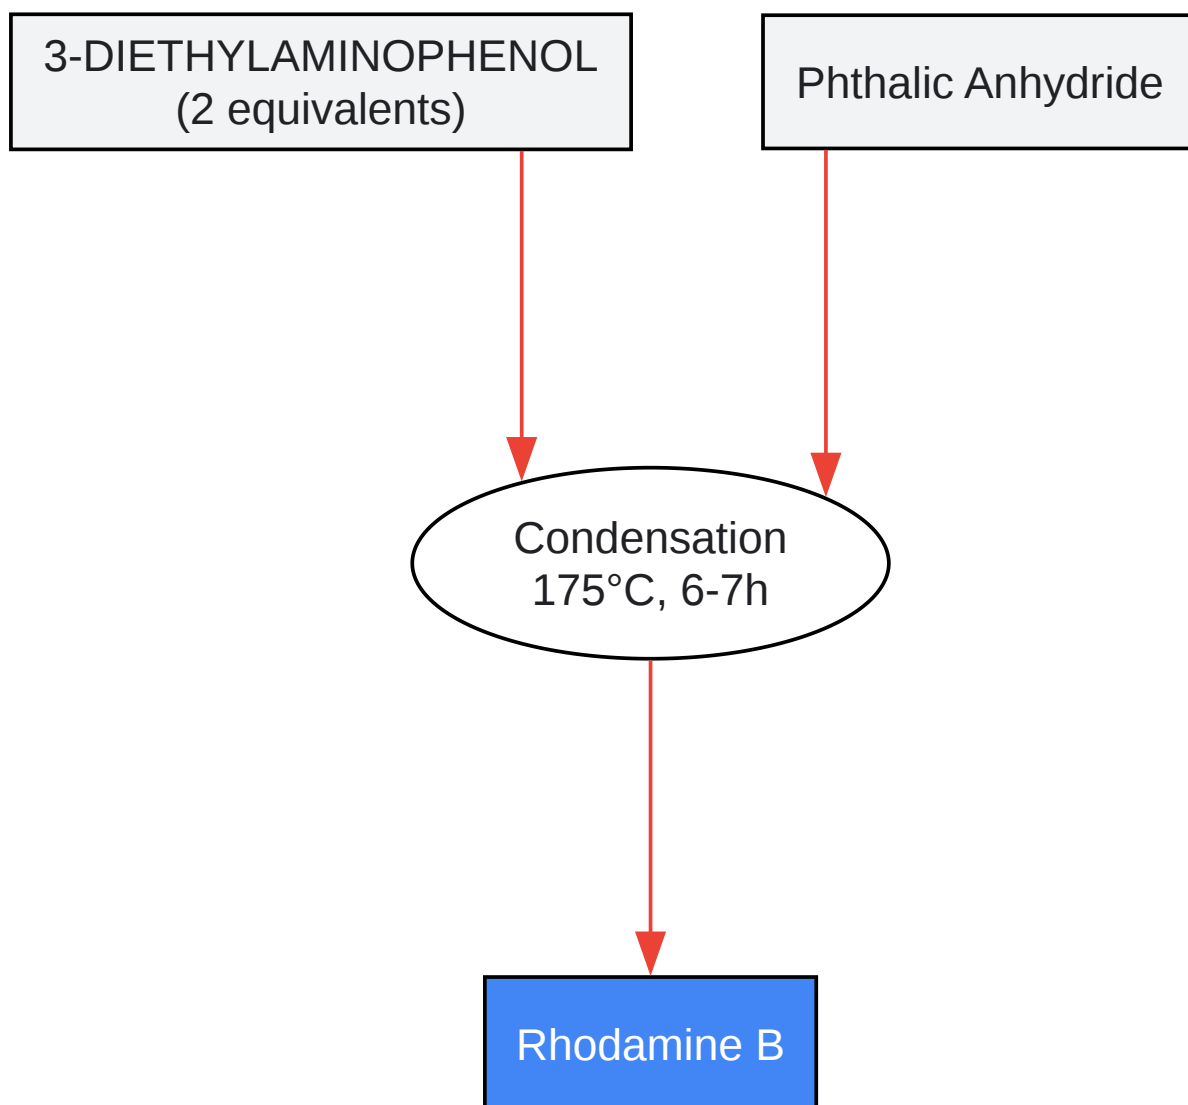 3-DIETHYLAMINOPHENOL
(2 equivalents)
Phthalic Anhydride
Condensation
175°C, 6-7h
Rhodamine B